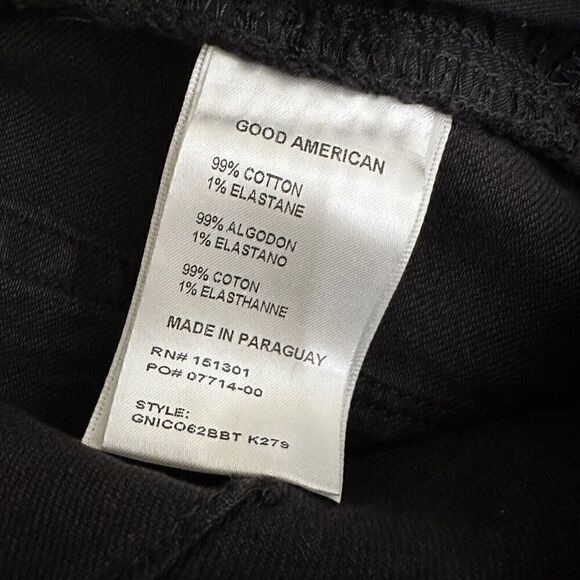 GOOD AMERICAN
99% COTTON
1% ELASTANE
99% ALGODON
1% ELASTANO
99% COTON
1% ELASTHANNE
MADE IN PARAGUAY
RN# 151301
PO# 07714-00
STYLE:
GNICO62BBT K279